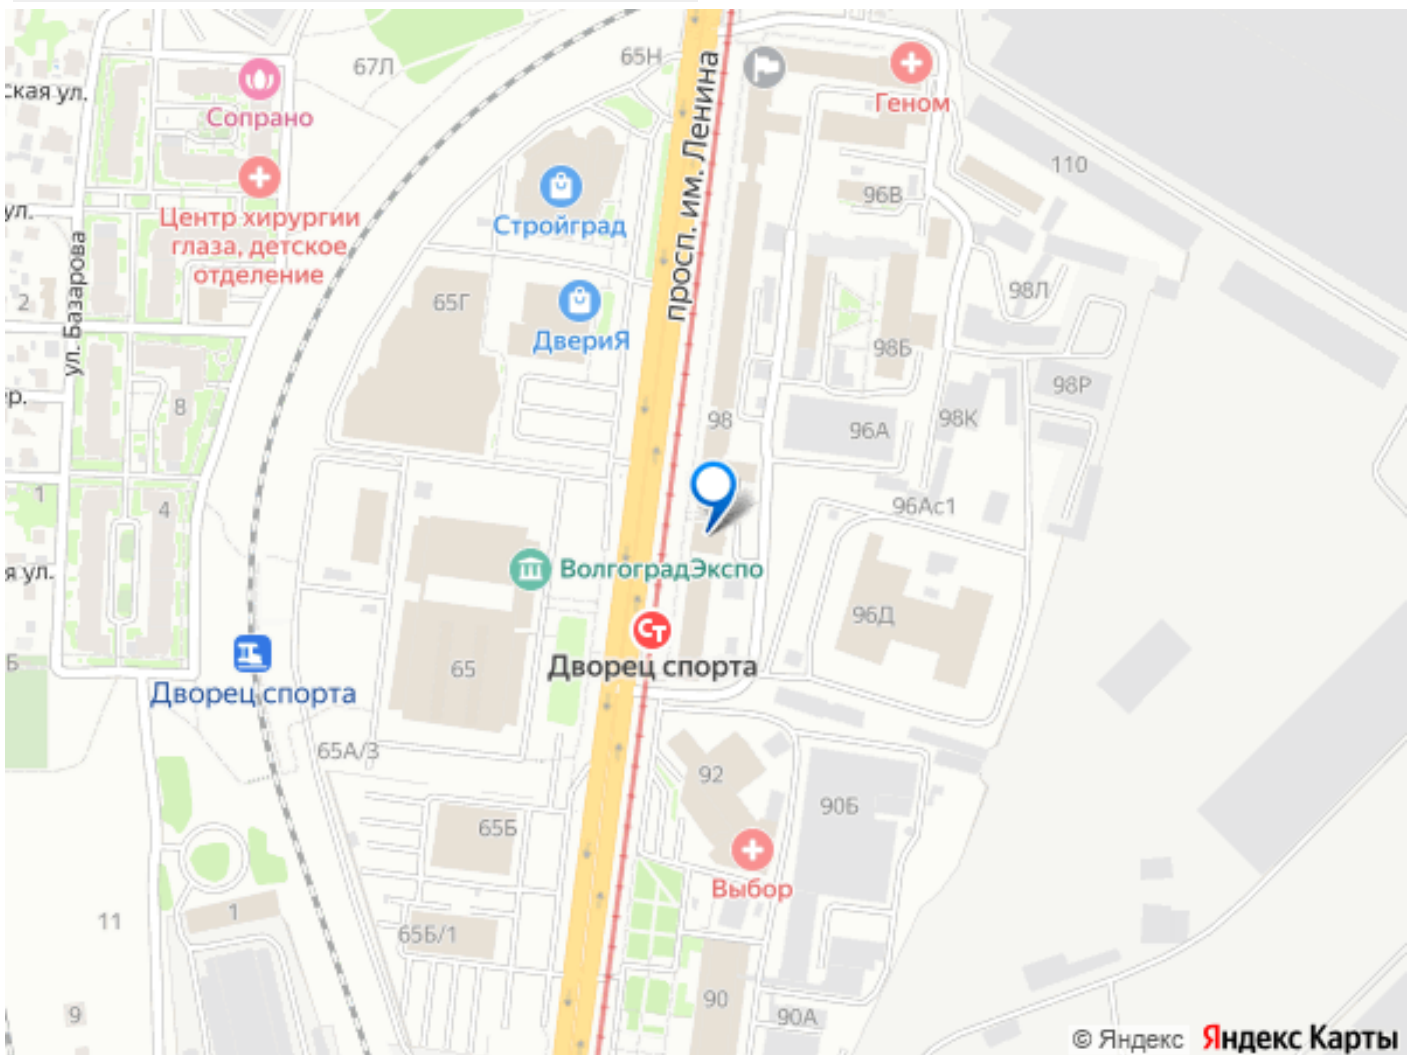 65Н
67Л
ская ул.
Сопрано
Геном
110
просп. им. Ленина
96В
ул.
Центр хирургии
глаза, детское
отделение
Стройград
ул. Базарова
2
65Г
98Л
ДвериЯ
98Б
98Р
ер.
8
98
96А
98К
1
4
96Ас1
я ул.
ВолгоградЭкспо
96Д
Б
65
Дворец спорта
Дворец спорта
65А/3
92
90Б
65Б
Выбор
1
11
65Б/1
90
9
90А
© Яндекс Яндекс Карты